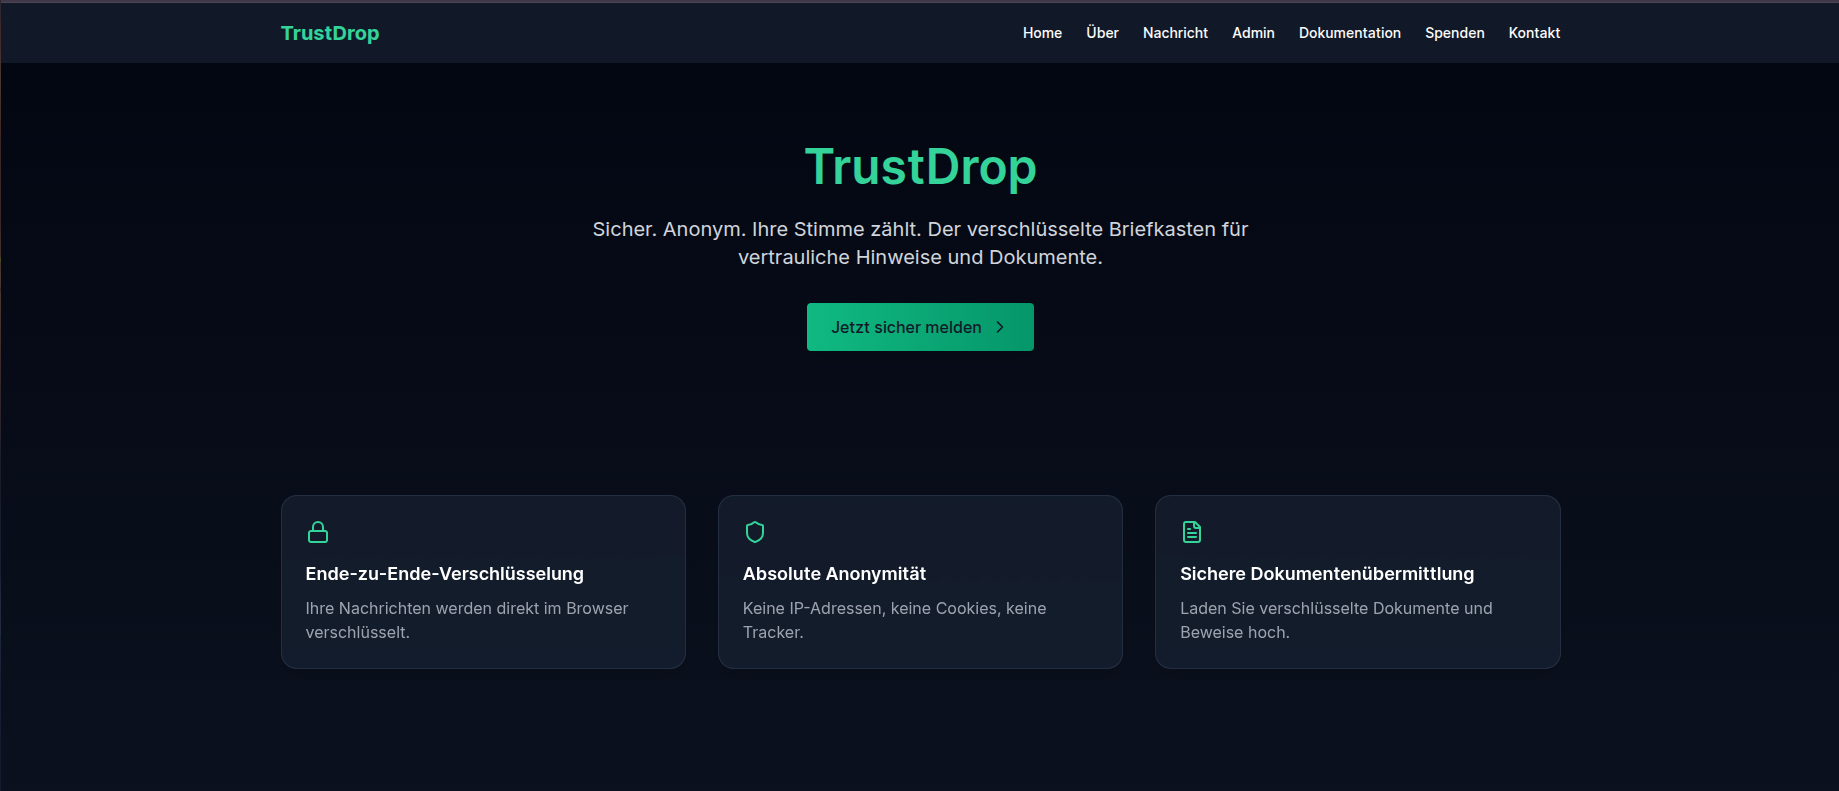 TrustDrop
Home Über Nachricht Admin Dokumentation Spenden Kontakt
TrustDrop
Sicher. Anonym. Ihre Stimme zählt. Der verschlüsselte Briefkasten für
vertrauliche Hinweise und Dokumente.
Jetzt sicher melden
Ende-zu-Ende-Verschlüsselung
Ihre Nachrichten werden direkt im Browser
verschlüsselt.
Absolute Anonymität
Keine IP-Adressen, keine Cookies, keine
Tracker.
Sichere Dokumentenübermittlung
Laden Sie verschlüsselte Dokumente und
Beweise hoch.